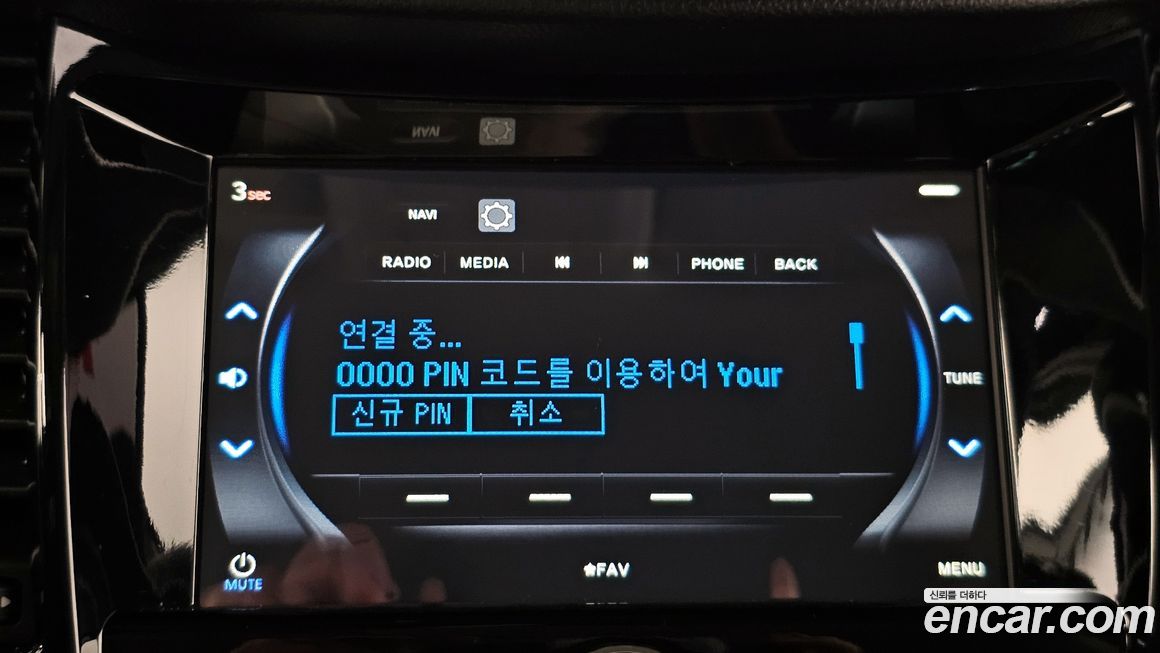 NAVI
3sec
NAVI
RADIO MEDIA PHONE BACK
연결 중...
0000 PIN 코드를 이용하여 Your
신규 PIN 취소
TUNE
MUTE
FAV
MENU
신뢰를 더하다
encar.com